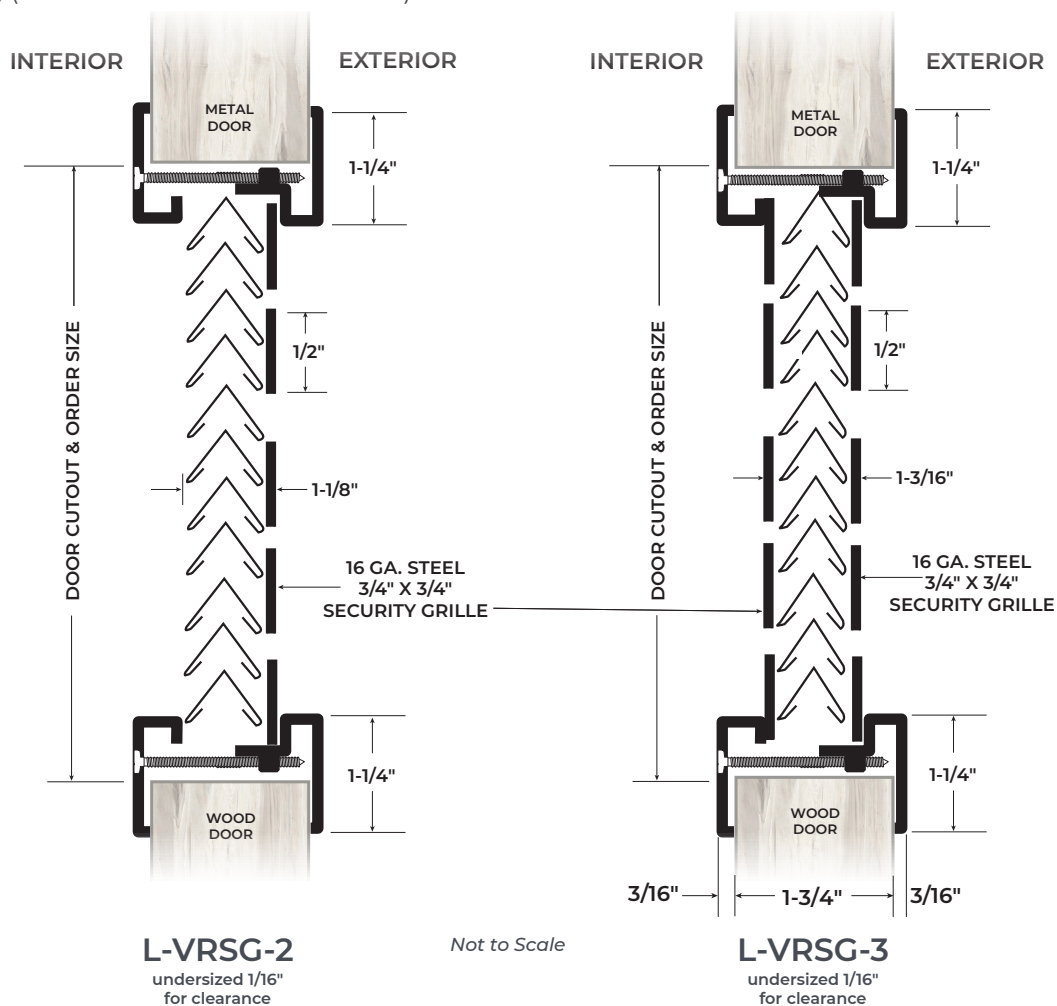 INTERIOR
EXTERIOR
METAL
DOOR
1-1/4"
DOOR CUTOUT & ORDER SIZE
1/2"
1-1/8"
16 GA. STEEL
3/4" X 3/4"
SECURITY GRILLE
1-1/4"
WOOD
DOOR
L-VRSG-2
undersized 1/16"
for clearance
Not to Scale
INTERIOR
EXTERIOR
METAL
DOOR
1-1/4"
DOOR CUTOUT & ORDER SIZE
1/2"
1-3/16"
16 GA. STEEL
3/4" X 3/4"
SECURITY GRILLE
1-1/4"
WOOD
DOOR
3/16"
1-3/4"
3/16"
L-VRSG-3
undersized 1/16"
for clearance